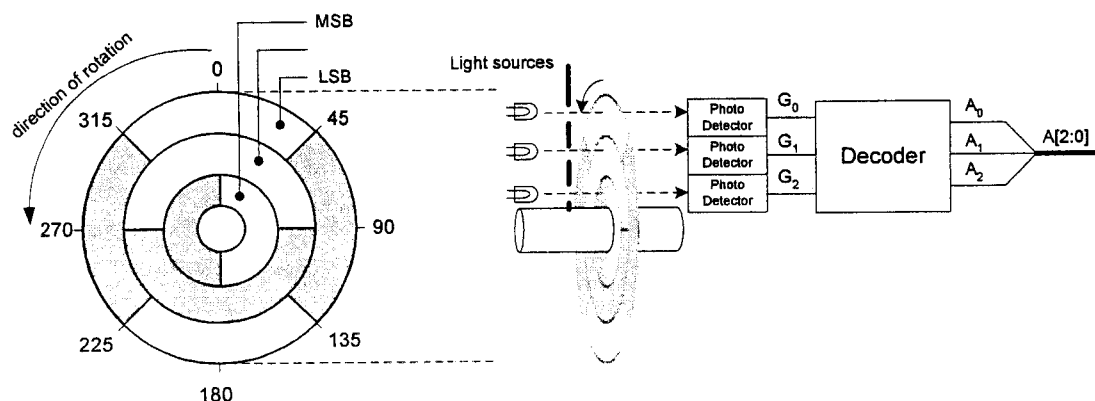 MSB
LSB
direction of rotation
0
45
90
135
180
225
270
315
Light sources
Photo
Detector
Photo
Detector
Photo
Detector
G0
G1
G2
Decoder
A0
A1
A2
A[2:0]